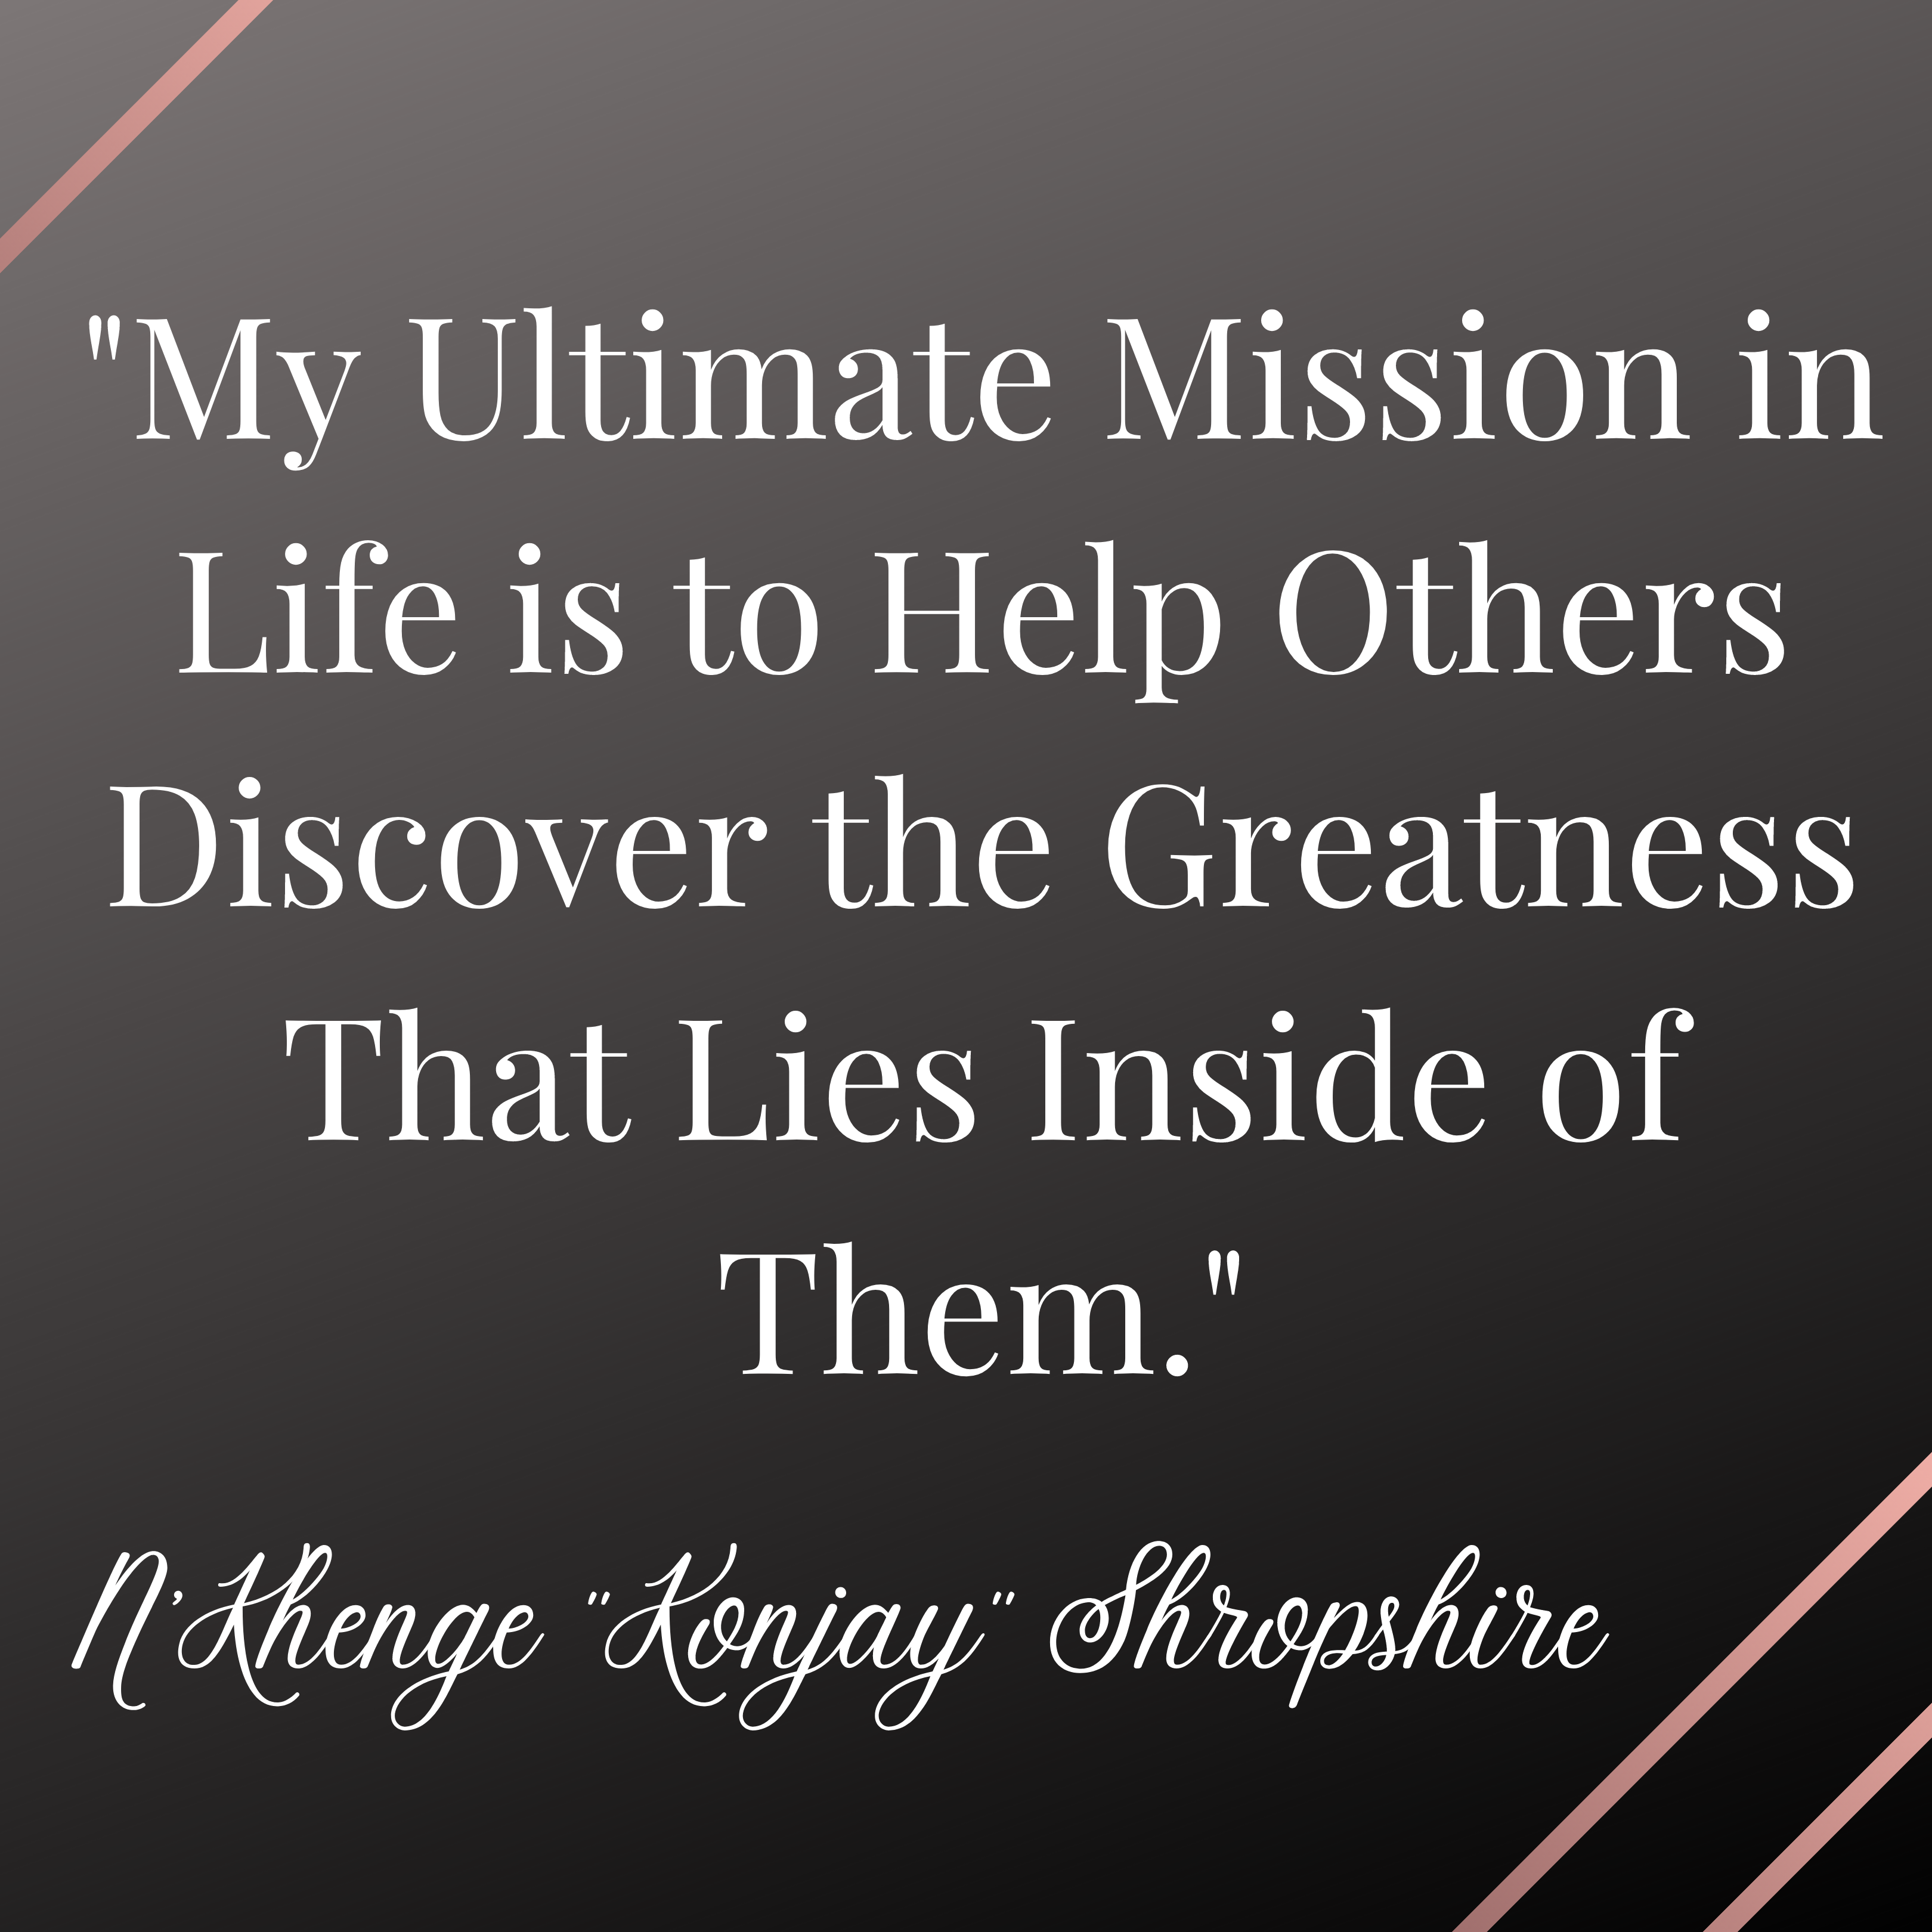 "My Ultimate Mission in
Life is to Help Others
Discover the Greatness
That Lies Inside of
Them."
N'Khenge "Konjay" Shropshire